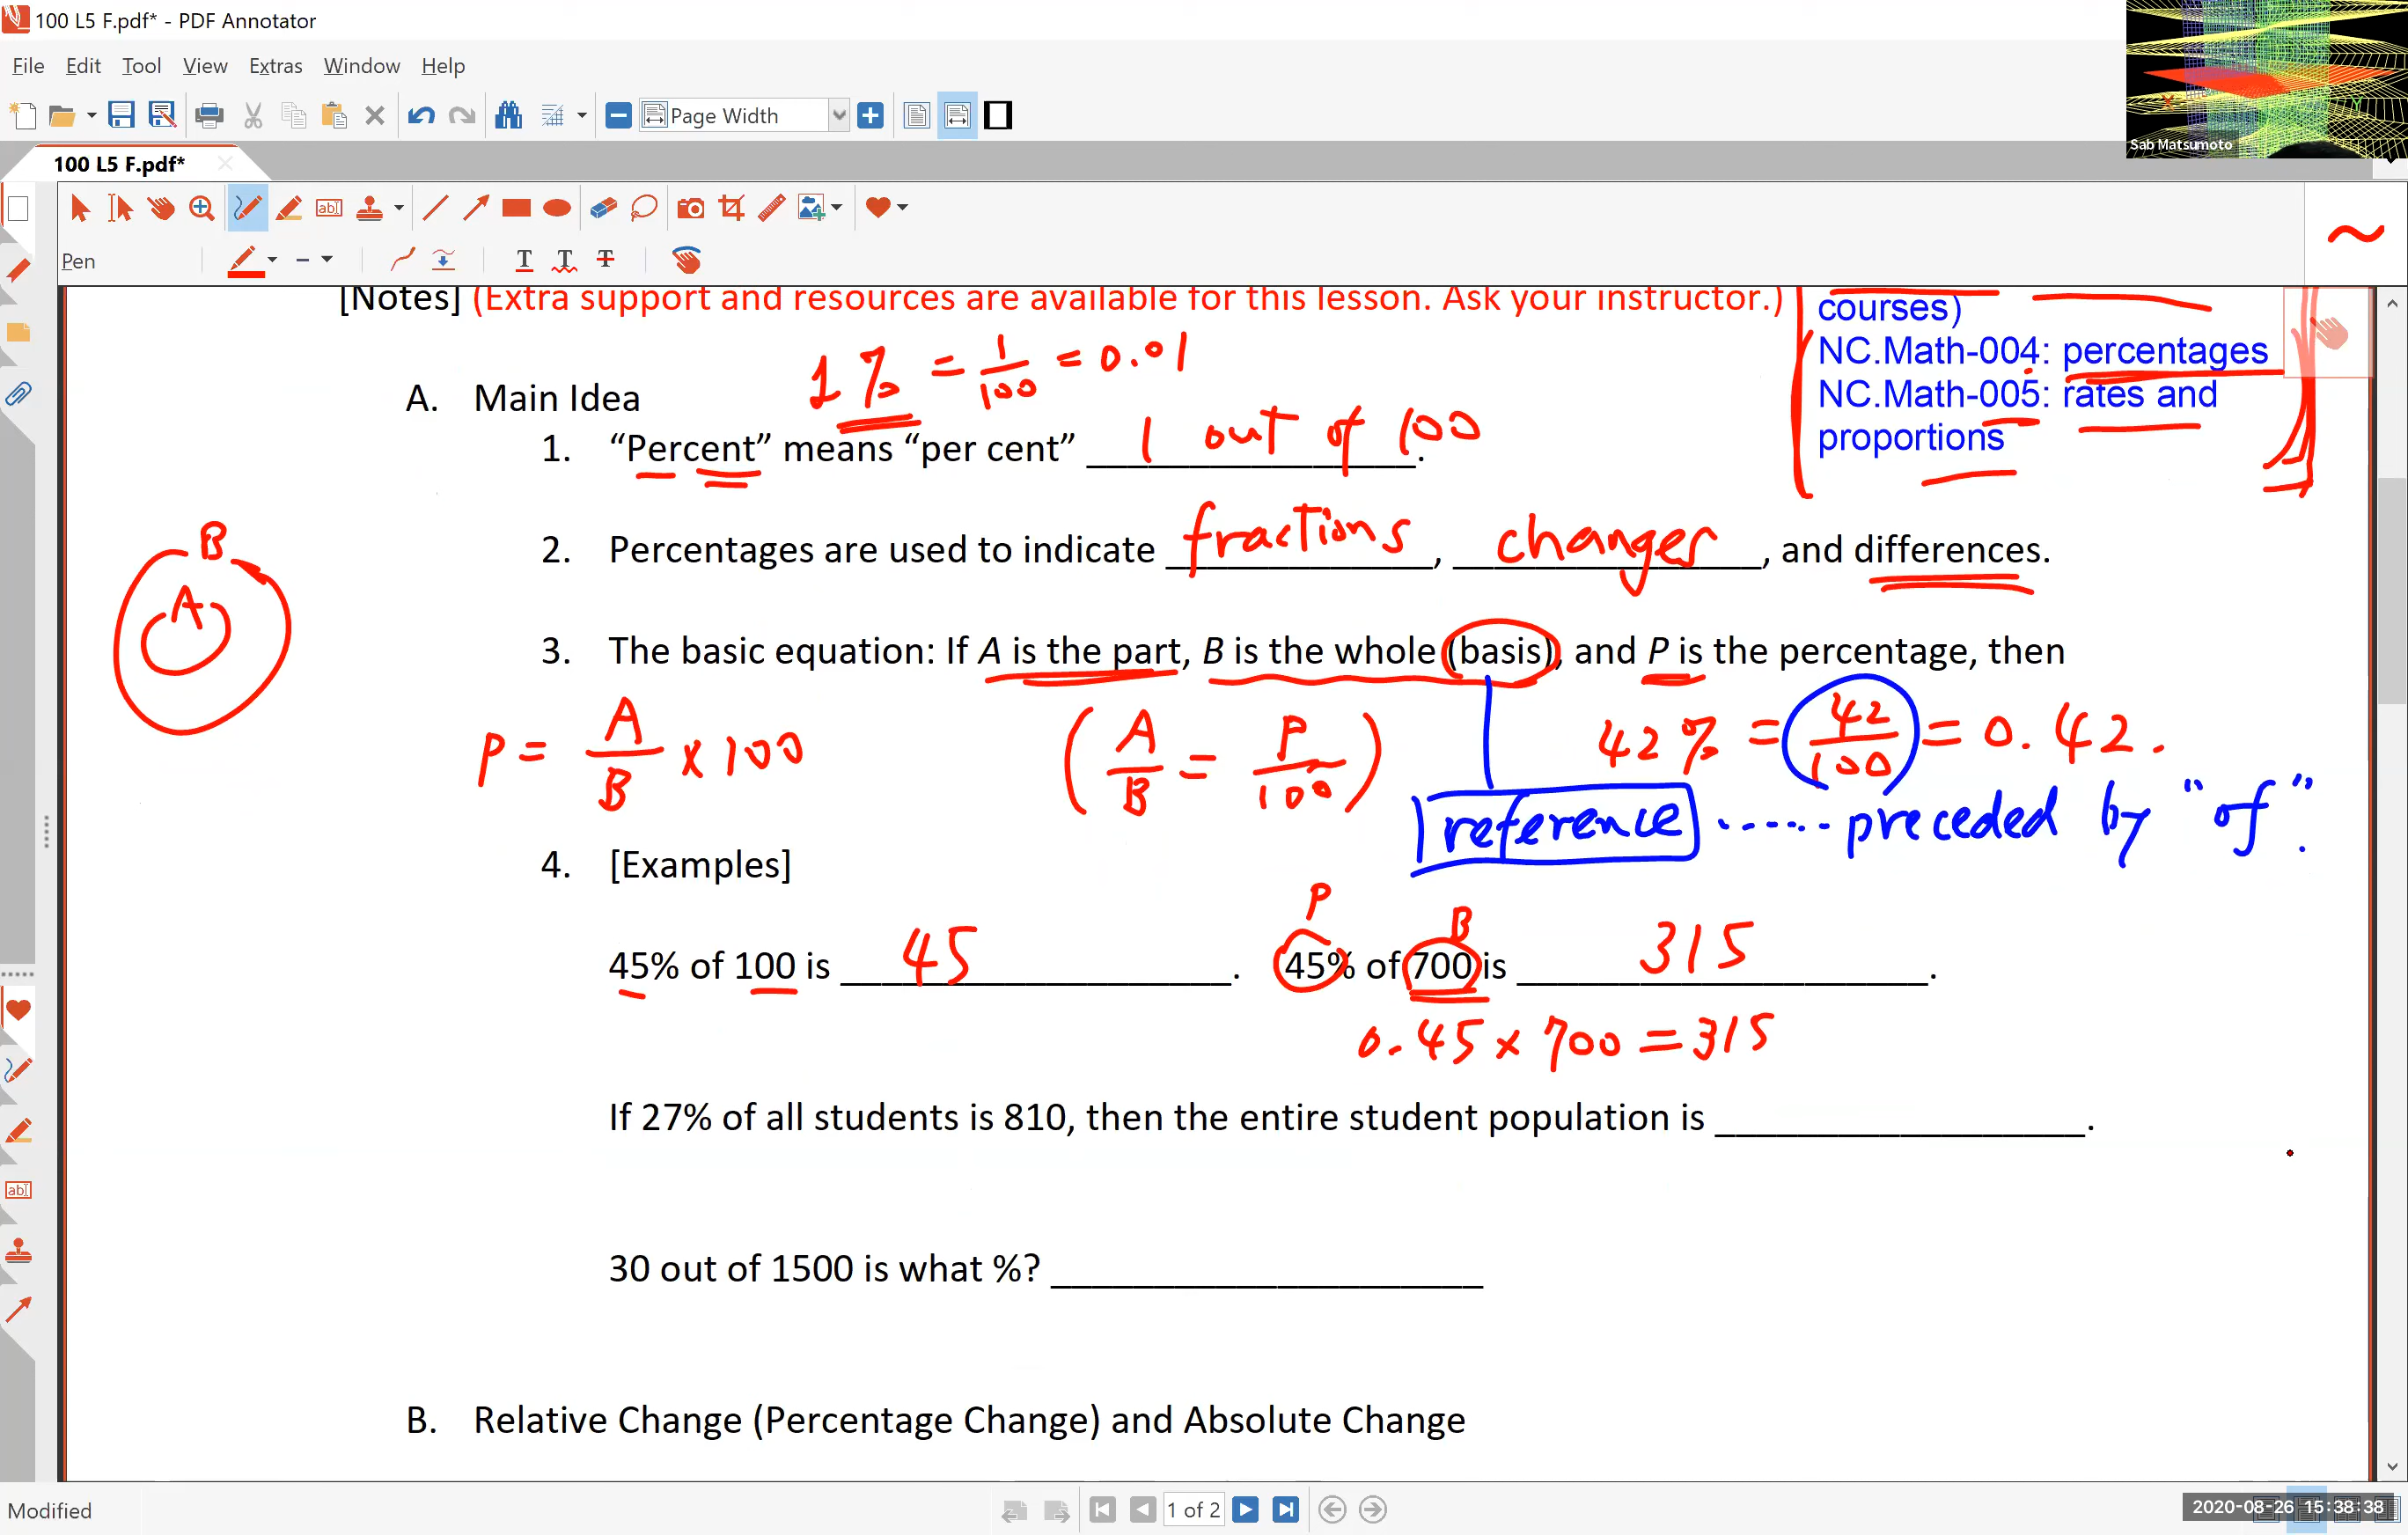 100 L5 F.pdf* - PDF Annotator
File Edit Tool View Extras Window Help
Page Width
Sab Matsumoto
100 L5 F.pdf*
Pen
[Notes] (Extra support and resources are available for this lesson. Ask your instructor.)
courses)
NC.Math-004: percentages
NC.Math-005: rates and
proportions
1% = 1/100 = 0.01
A. Main Idea
1. “Percent” means “per cent” 1 out of 100.
B
A
2. Percentages are used to indicate fractions, changes, and differences.
3. The basic equation: If A is the part, B is the whole (basis), and P is the percentage, then
P = A/B × 100 (A/B = P/100) 42% = 42/100 = 0.42.
reference ...... preceded by "of".
4. [Examples]
P B
45% of 100 is 45. 45% of 700 is 315.
0.45 × 700 = 315
If 27% of all students is 810, then the entire student population is ____.
30 out of 1500 is what %? ____
B. Relative Change (Percentage Change) and Absolute Change
Modified
1 of 2
2020-08-26 15:38:38